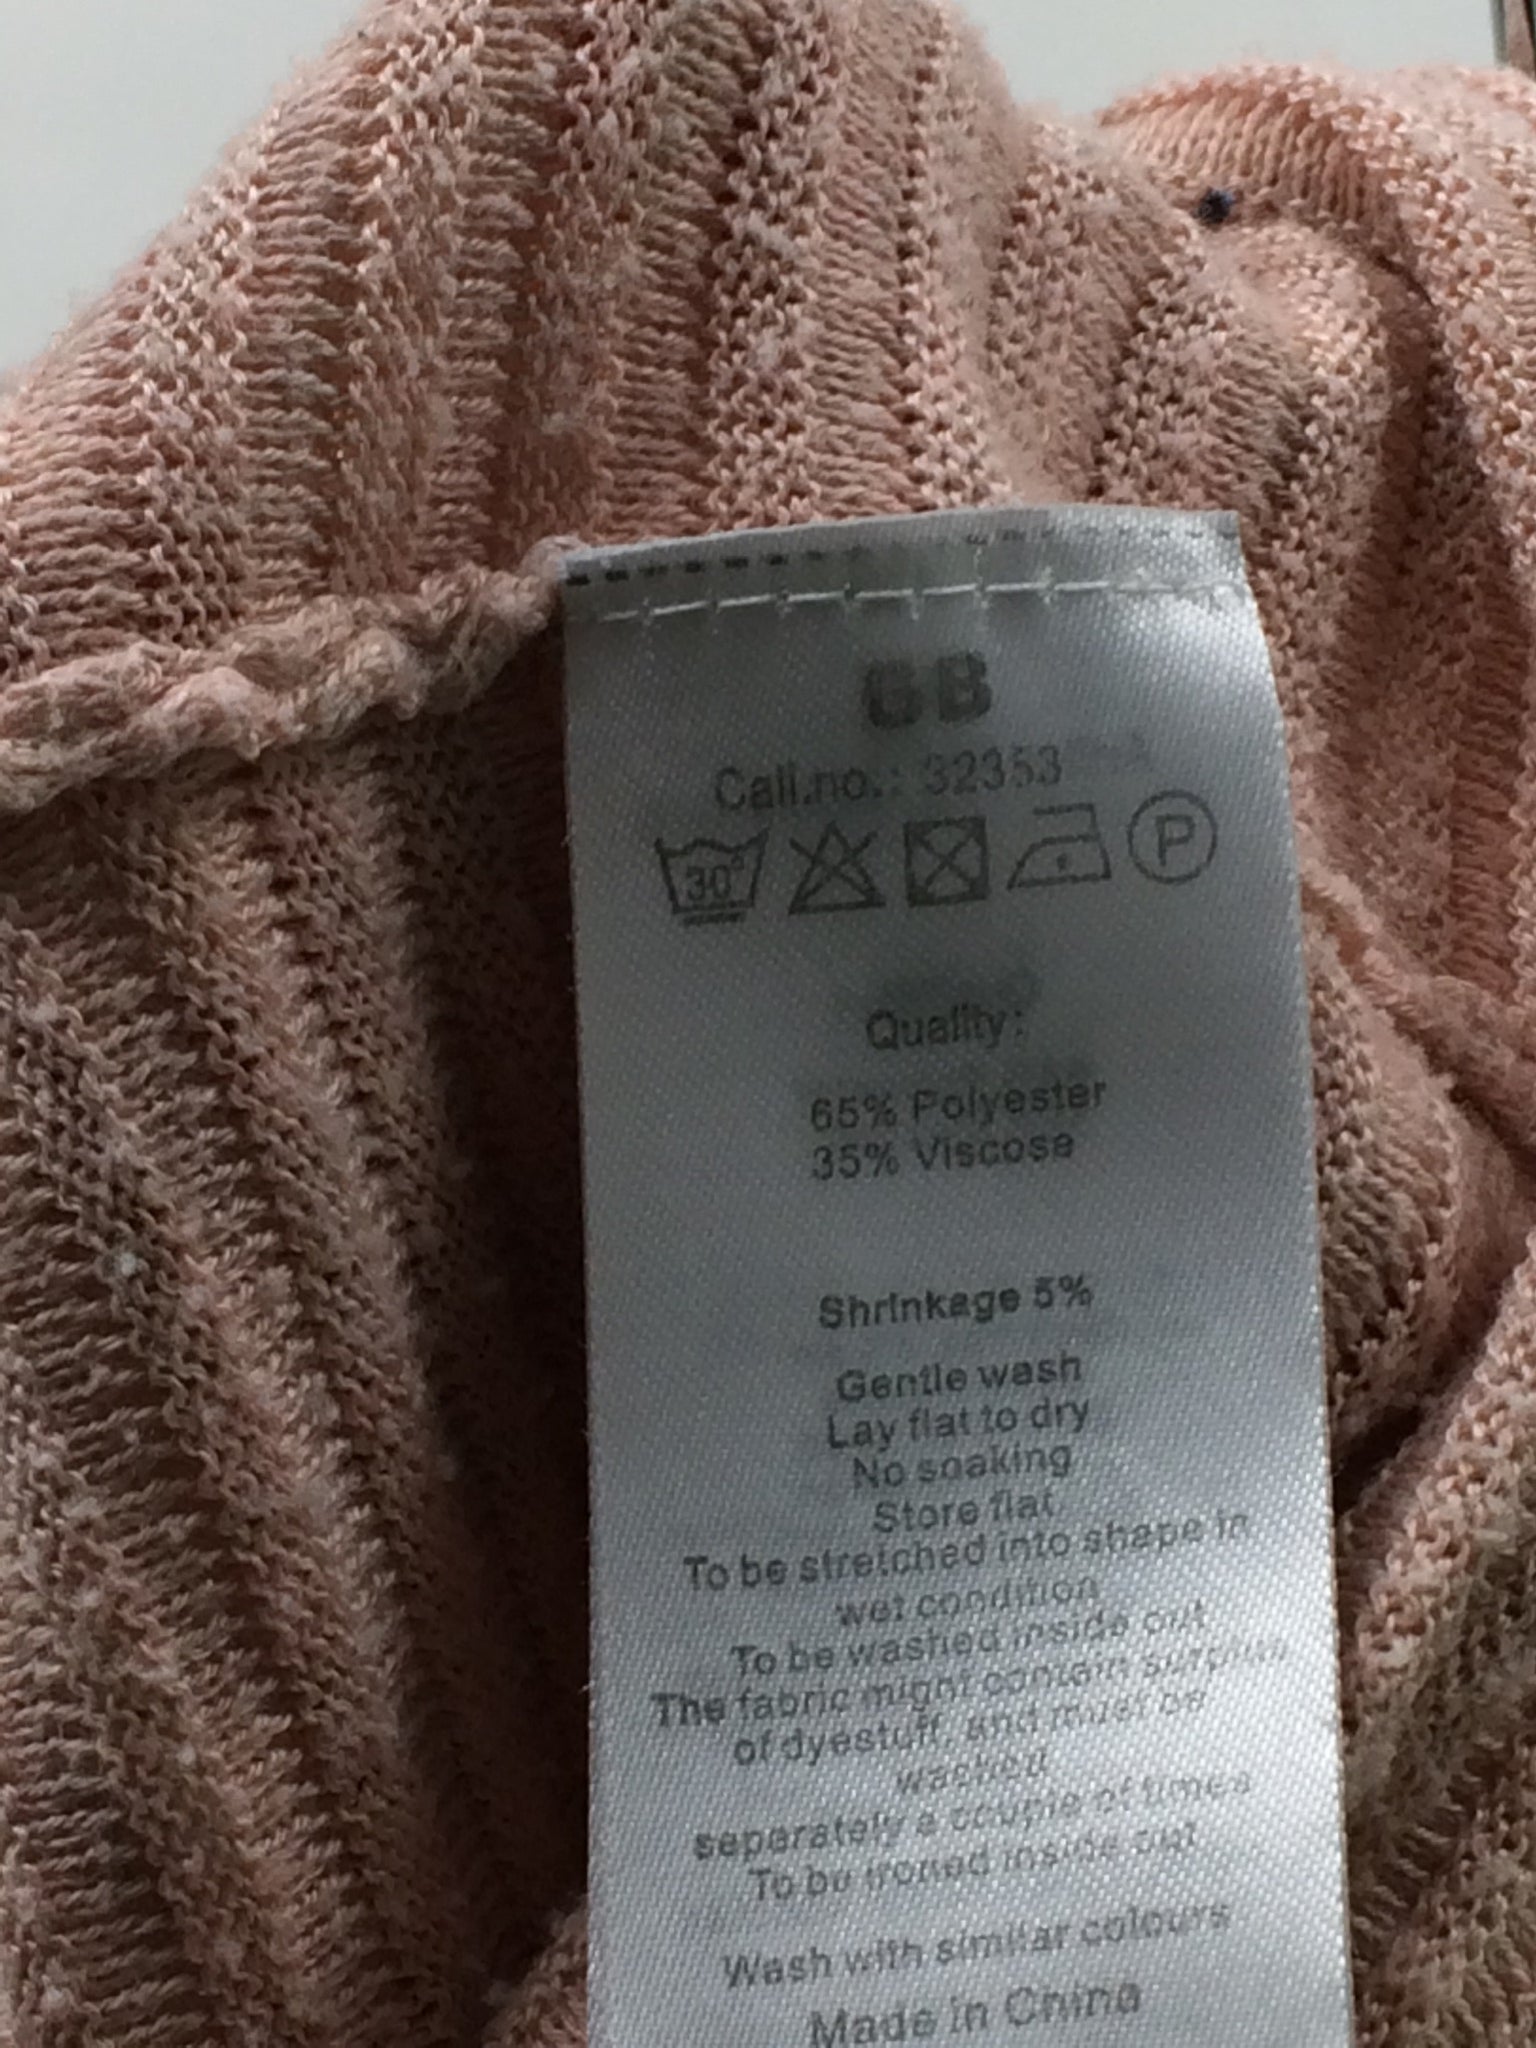 GB
Call.no.: 32353
30°
P
Quality:
65% Polyester
35% Viscose
Shrinkage 5%
Gentle wash
Lay flat to dry
No soaking
Store flat
To be stretched into shape in
wet condition
To be washed inside out
The fabric might contain surplus
of dyestuff, and must be
washed
separately a couple of times
To be ironed inside out
Wash with similar colours
Made in China